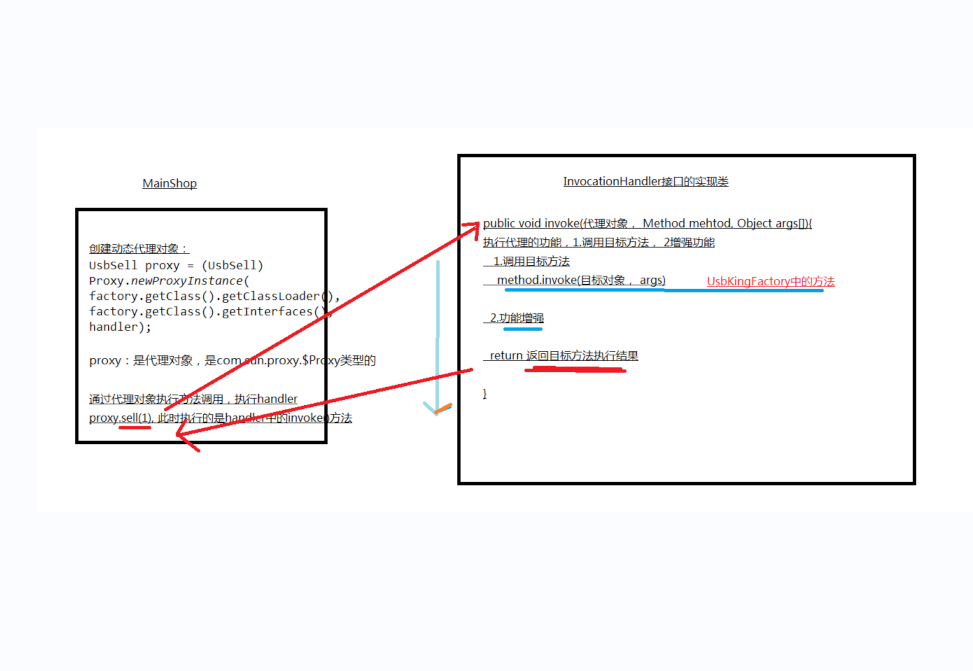 MainShop
创建动态代理对象：
UsbSell proxy = (UsbSell)
Proxy.newProxyInstance(
factory.getClass().getClassLoader(),
factory.getClass().getInterfaces(),
handler);
proxy：是代理对象，是com.sun.proxy.$Proxy类型的
通过代理对象执行方法调用，执行handler
proxy.sell(1), 此时执行的是handler中的invoke()方法
InvocationHandler接口的实现类
public void invoke(代理对象， Method mehtod, Object args[]){
执行代理的功能，1.调用目标方法， 2增强功能
1.调用目标方法
method.invoke(目标对象， args) UsbKingFactory中的方法
2.功能增强
return 返回目标方法执行结果
}